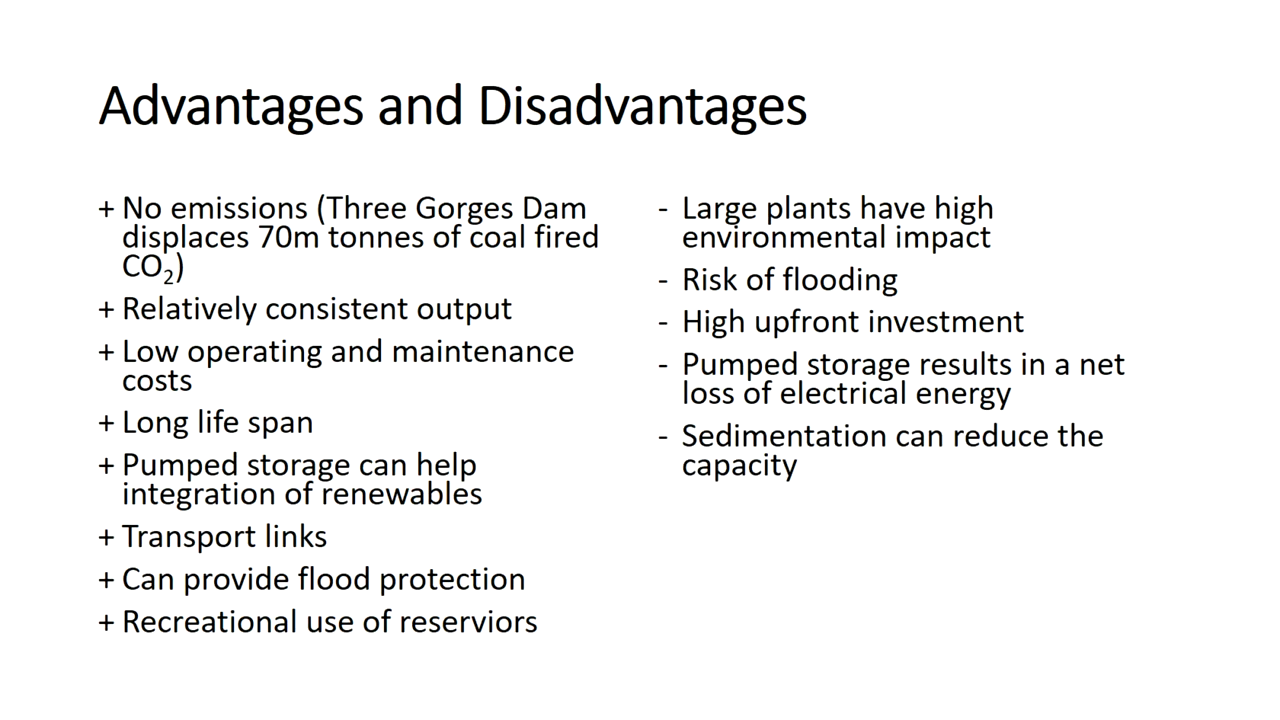 Advantages and Disadvantages
+ No emissions (Three Gorges Dam
displaces 70m tonnes of coal fired
CO₂)
+ Relatively consistent output
+ Low operating and maintenance
costs
+ Long life span
+ Pumped storage can help
integration of renewables
+ Transport links
+ Can provide flood protection
+ Recreational use of reserviors
- Large plants have high
environmental impact
- Risk of flooding
- High upfront investment
- Pumped storage results in a net
loss of electrical energy
- Sedimentation can reduce the
capacity